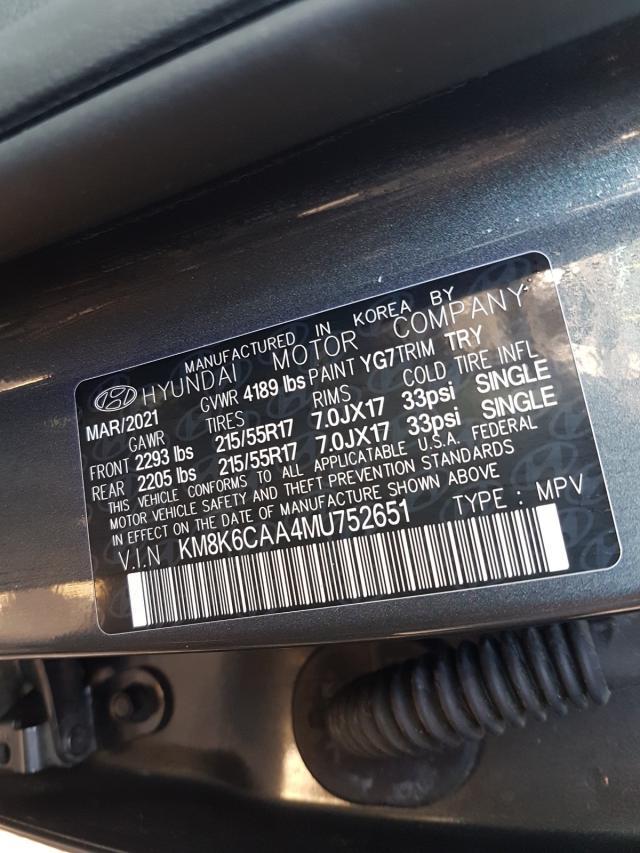 MANUFACTURED IN KOREA BY
HYUNDAI MOTOR COMPANY
MAR/2021 GVWR 4189 lbs PAINT YG7 TRIM TRY
GAWR TIRES RIMS COLD TIRE INFL
FRONT 2293 lbs 215/55R17 7.0JX17 33psi SINGLE
REAR 2205 lbs 215/55R17 7.0JX17 33psi SINGLE
THIS VEHICLE CONFORMS TO ALL APPLICATABLE U.S.A. FEDERAL
MOTOR VEHICLE SAFETY AND THEFT PREVENTION STANDARDS
IN EFFECT ON THE DATE OF MANUFACTURE SHOWN ABOVE
V.I.N KM8K6CAA4MU752651 TYPE : MPV